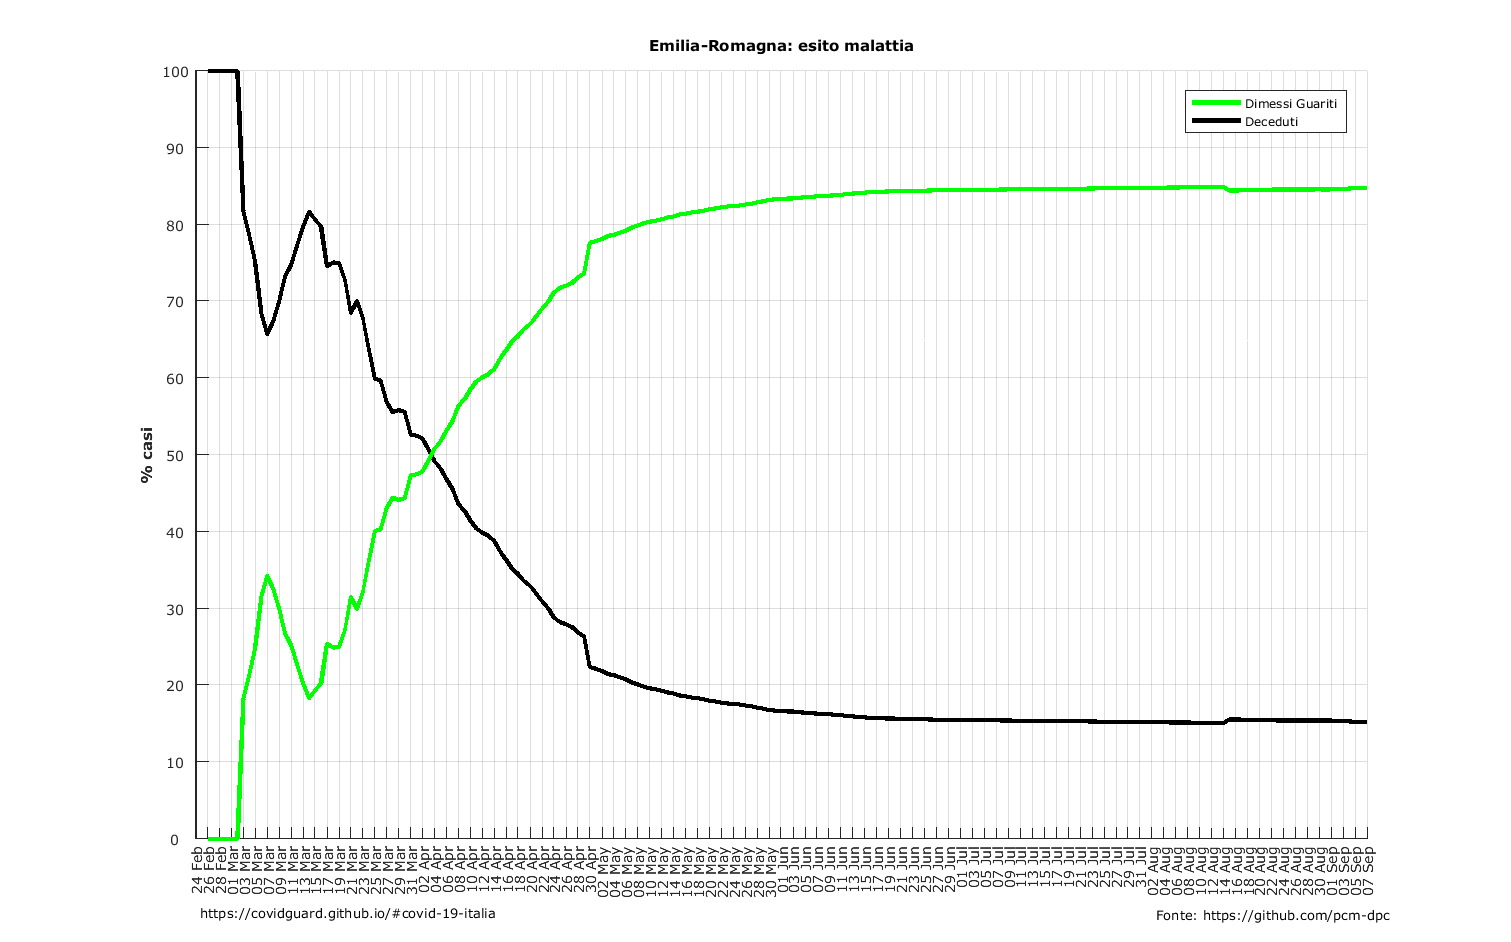 Emilia-Romagna: esito malattia
Dimessi Guariti
Deceduti
% casi
100
90
80
70
60
50
40
30
20
10
0
24 Feb
26 Feb
28 Feb
01 Mar
03 Mar
05 Mar
07 Mar
09 Mar
11 Mar
13 Mar
15 Mar
17 Mar
19 Mar
21 Mar
23 Mar
25 Mar
27 Mar
29 Mar
31 Mar
02 Apr
04 Apr
06 Apr
08 Apr
10 Apr
12 Apr
14 Apr
16 Apr
18 Apr
20 Apr
22 Apr
24 Apr
26 Apr
28 Apr
30 Apr
02 May
04 May
06 May
08 May
10 May
12 May
14 May
16 May
18 May
20 May
22 May
24 May
26 May
28 May
30 May
01 Jun
03 Jun
05 Jun
07 Jun
09 Jun
11 Jun
13 Jun
15 Jun
17 Jun
19 Jun
21 Jun
23 Jun
25 Jun
27 Jun
29 Jun
01 Jul
03 Jul
05 Jul
07 Jul
09 Jul
11 Jul
13 Jul
15 Jul
17 Jul
19 Jul
21 Jul
23 Jul
25 Jul
27 Jul
29 Jul
31 Jul
02 Aug
04 Aug
06 Aug
08 Aug
10 Aug
12 Aug
14 Aug
16 Aug
18 Aug
20 Aug
22 Aug
24 Aug
26 Aug
28 Aug
30 Aug
01 Sep
03 Sep
05 Sep
07 Sep
https://covidguard.github.io/#covid-19-italia
Fonte: https://github.com/pcm-dpc